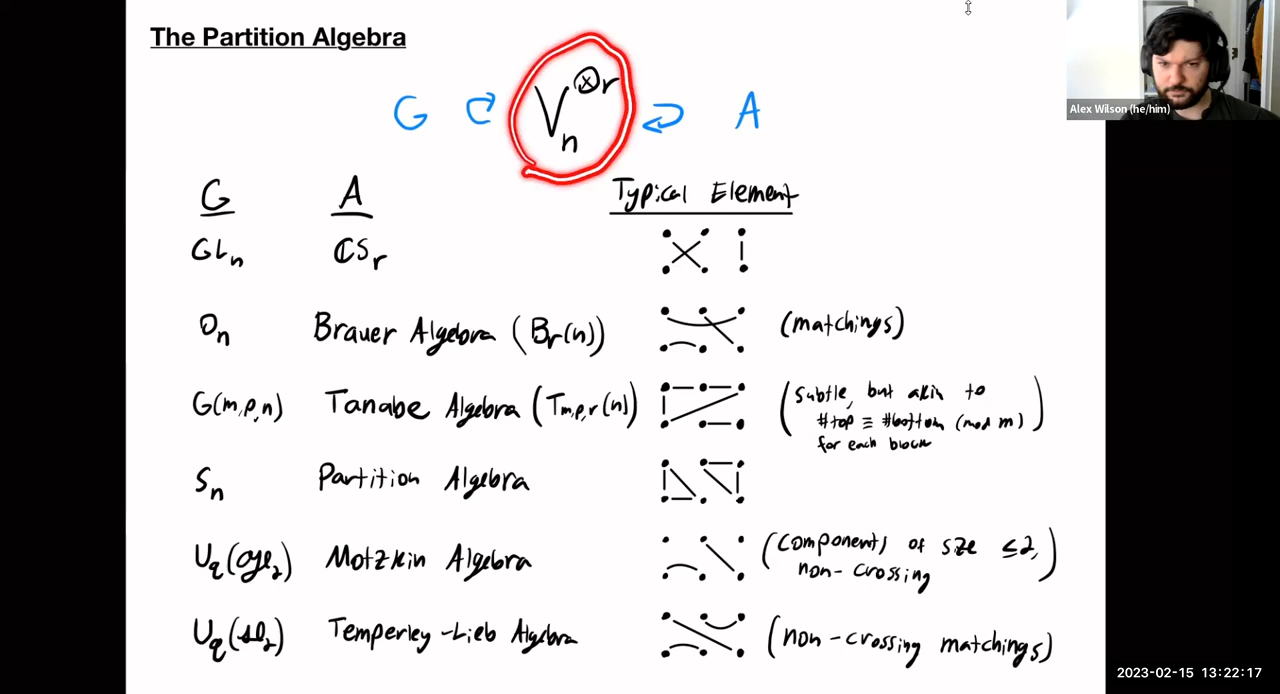 The Partition Algebra
G V_n^{⊗r} A
G A Typical Element
GL_n ℂS_r
O_n Brauer Algebra (B_r(n)) (matchings)
G(m,p,n) Tanabe Algebra (T_{m,p,r}(n)) (subtle, but akin to
#top ≡ #bottom (mod m)
for each block)
S_n Partition Algebra
U_q(𝔤𝔩_2) Motzkin Algebra (components of size ≤2,
non-crossing)
U_q(𝔰𝔩_2) Temperley-Lieb Algebra (non-crossing matchings)
Alex Wilson (he/him)
2023-02-15 13:22:17